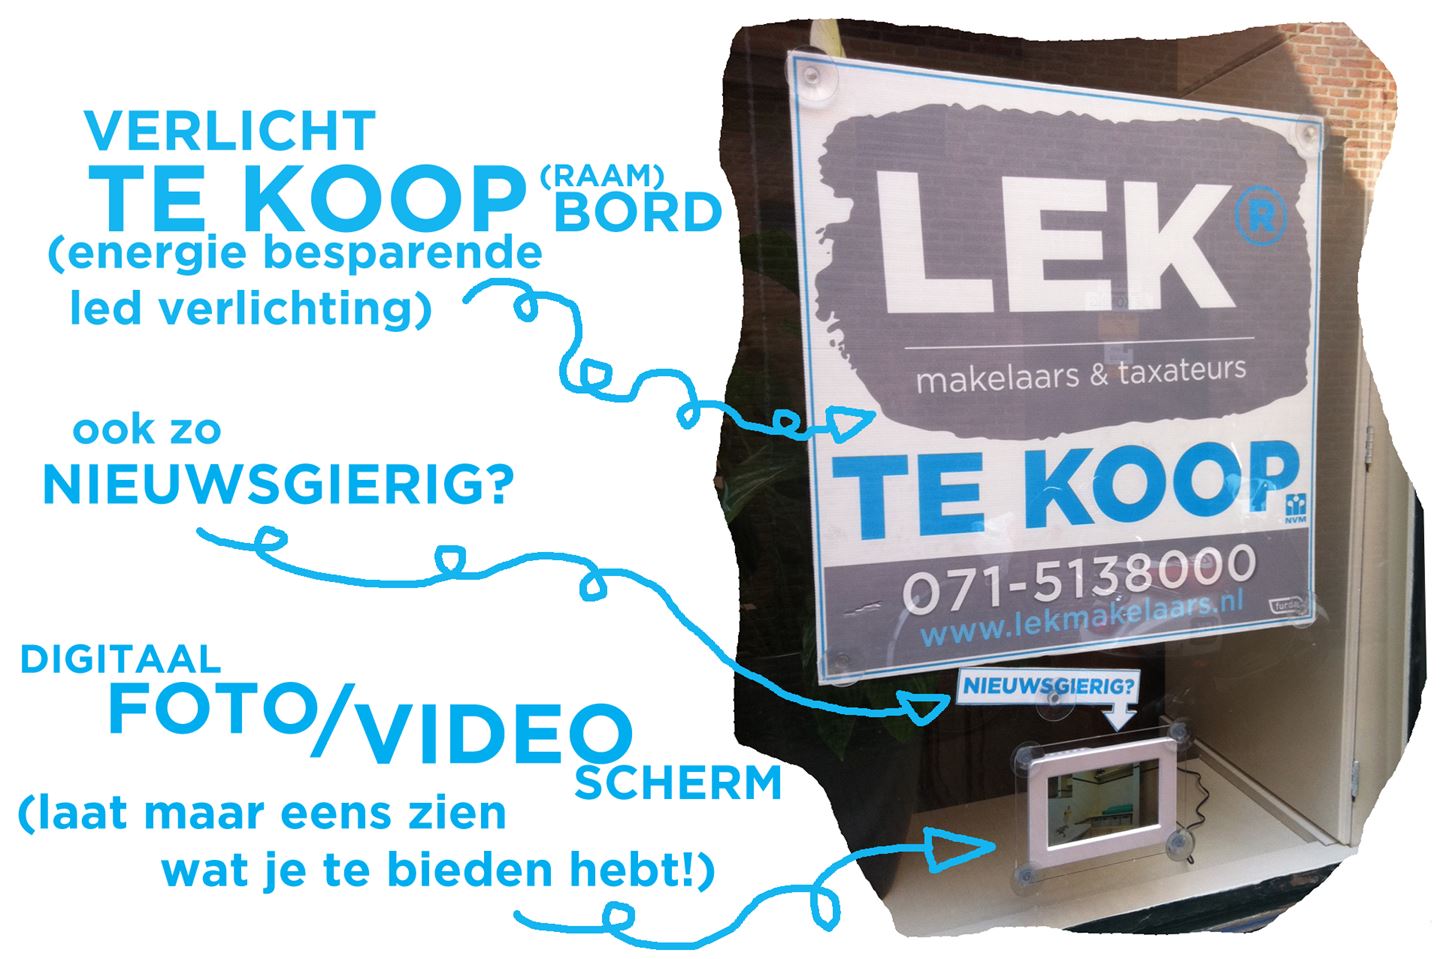 VERLICHT
TE KOOP (RAAM) BORD
(energie besparende
led verlichting)
ook zo
NIEUWSGIERIG?
DIGITAAL
FOTO/VIDEO
SCHERM
(laat maar eens zien
wat je te bieden hebt!)
LEK®
makelaars & taxateurs
TE KOOP
NVM
071-5138000
www.lekmakelaars.nl
NIEUWSGIERIG?